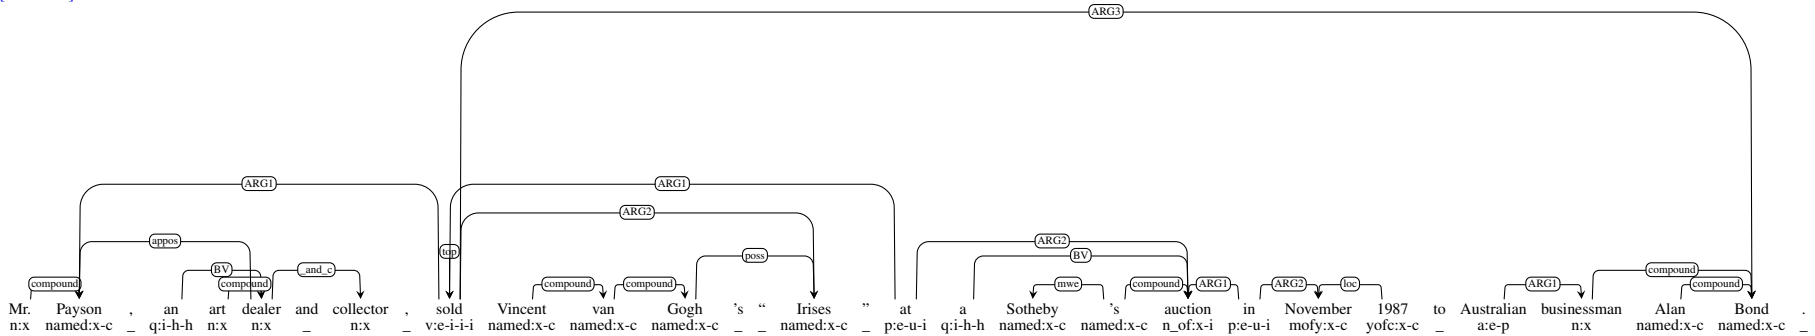 ARG3
ARG1 ARG1
ARG2
appos top ARG2
poss BV
BV _and_c compound
compound compound compound compound mwe compound ARG1 ARG2 loc ARG1 compound
Mr. Payson , an art dealer and collector , sold Vincent van Gogh 's “ Irises ” at a Sotheby 's auction in November 1987 to Australian businessman Alan Bond .
n:x named:x-c _ q:i-h-h n:x n:x _ n:x _ v:e-i-i-i named:x-c named:x-c named:x-c _ _ named:x-c _ p:e-u-i q:i-h-h named:x-c named:x-c n_of:x-i p:e-u-i mofy:x-c yofc:x-c _ a:e-p n:x named:x-c named:x-c _